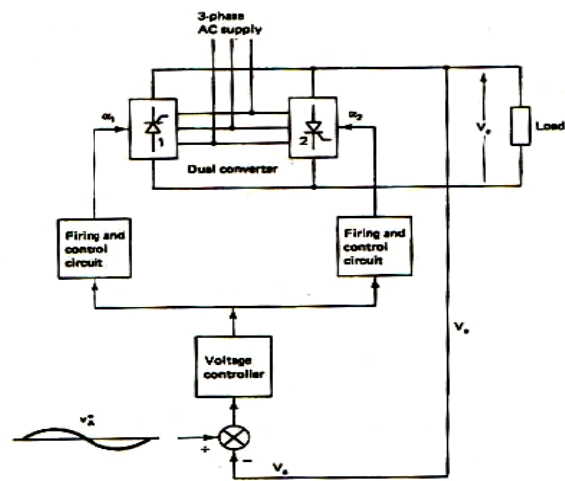 3-phase
AC supply
α₁
α₂
1
2
Dual converter
Vₒ
Load
Firing and
control
circuit
Firing and
control
circuit
Vₒ
Voltage
controller
+
−
Vₒ